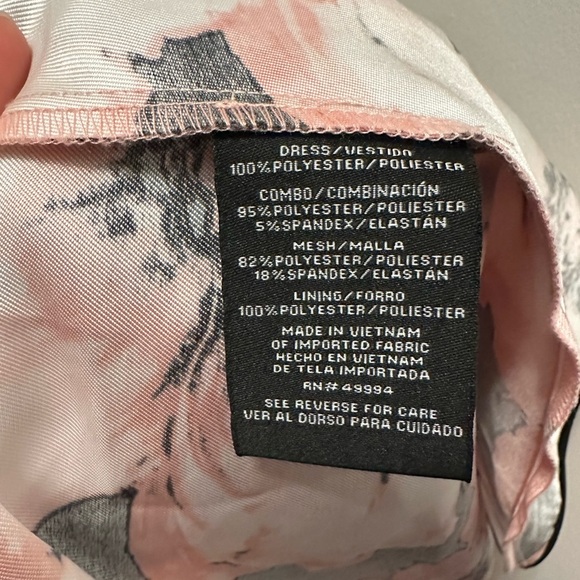 DRESS/VESTIDO
100%POLYESTER/POLIESTER
COMBO/COMBINACIÓN
95%POLYESTER/POLIESTER
5%SPANDEX/ELASTÁN
MESH/MALLA
82%POLYESTER/POLIESTER
18%SPANDEX/ELASTÁN
LINING/FORRO
100%POLYESTER/POLIESTER
MADE IN VIETNAM
OF IMPORTED FABRIC
HECHO EN VIETNAM
DE TELA IMPORTADA
RN# 49994
SEE REVERSE FOR CARE
VER AL DORSO PARA CUIDADO